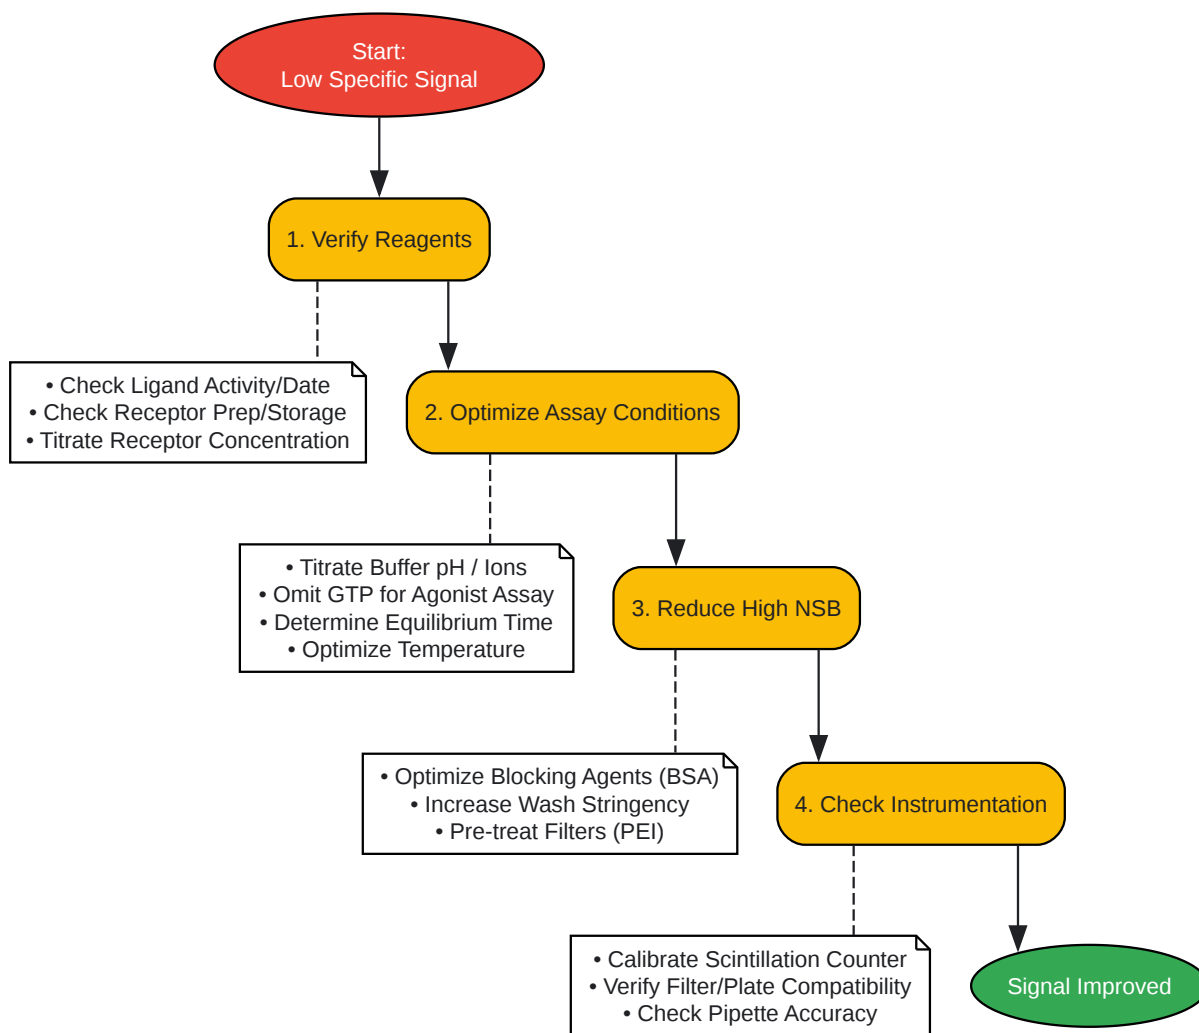 Start:
Low Specific Signal
1. Verify Reagents
• Check Ligand Activity/Date
• Check Receptor Prep/Storage
• Titrate Receptor Concentration
2. Optimize Assay Conditions
• Titrate Buffer pH / Ions
• Omit GTP for Agonist Assay
• Determine Equilibrium Time
• Optimize Temperature
3. Reduce High NSB
• Optimize Blocking Agents (BSA)
• Increase Wash Stringency
• Pre-treat Filters (PEI)
4. Check Instrumentation
• Calibrate Scintillation Counter
• Verify Filter/Plate Compatibility
• Check Pipette Accuracy
Signal Improved